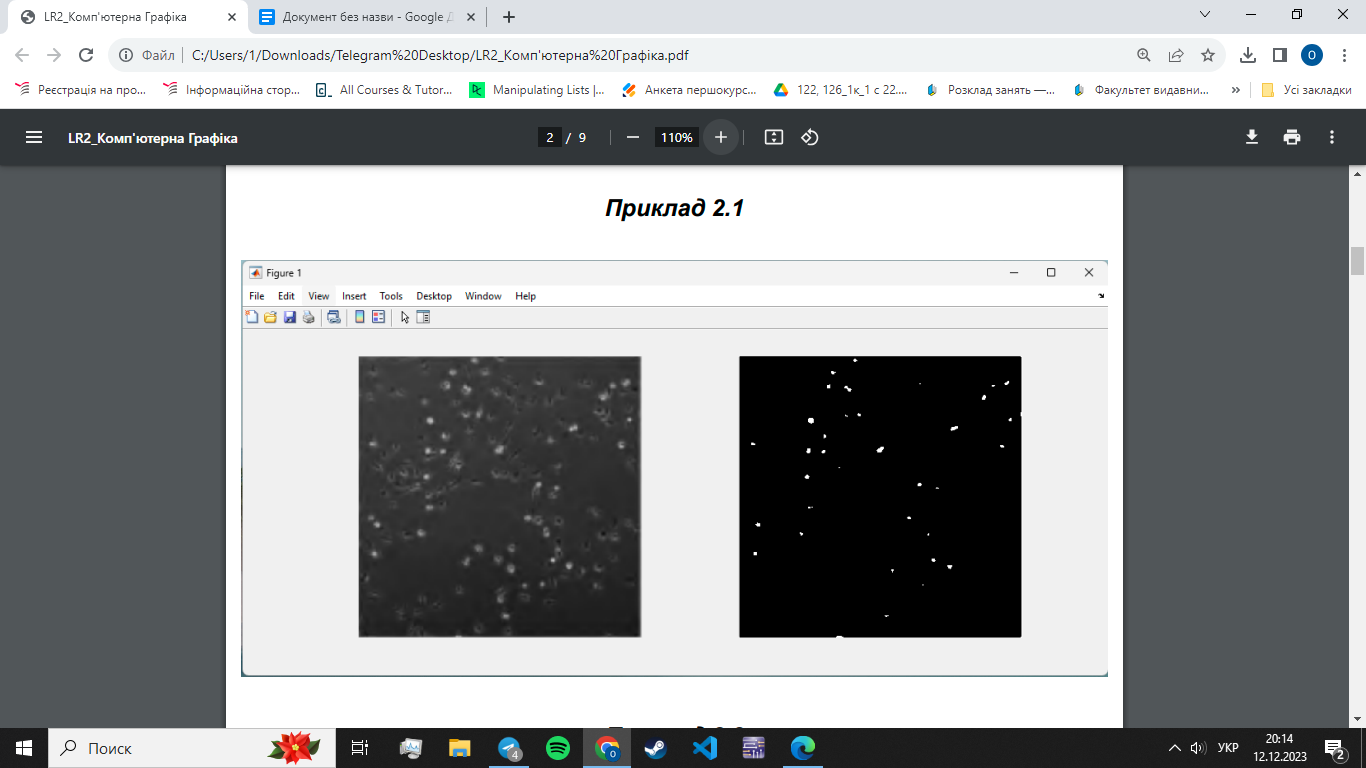 LR2_Комп'ютерна Графіка
Документ без назви - Google Д
Файл
C:/Users/1/Downloads/Telegram%20Desktop/LR2_Комп'ютерна%20Графіка.pdf
Реєстрація на про...
Інформаційна стор...
All Courses & Tutor...
Manipulating Lists |...
Анкета першокурс...
122, 126_1к_1 с 22....
Розклад занять —...
Факультет видавни...
»
Усі закладки
LR2_Комп'ютерна Графіка
2 / 9
110%
Приклад 2.1
Figure 1
File Edit View Insert Tools Desktop Window Help
Поиск
4
УКР
20:14
12.12.2023
2